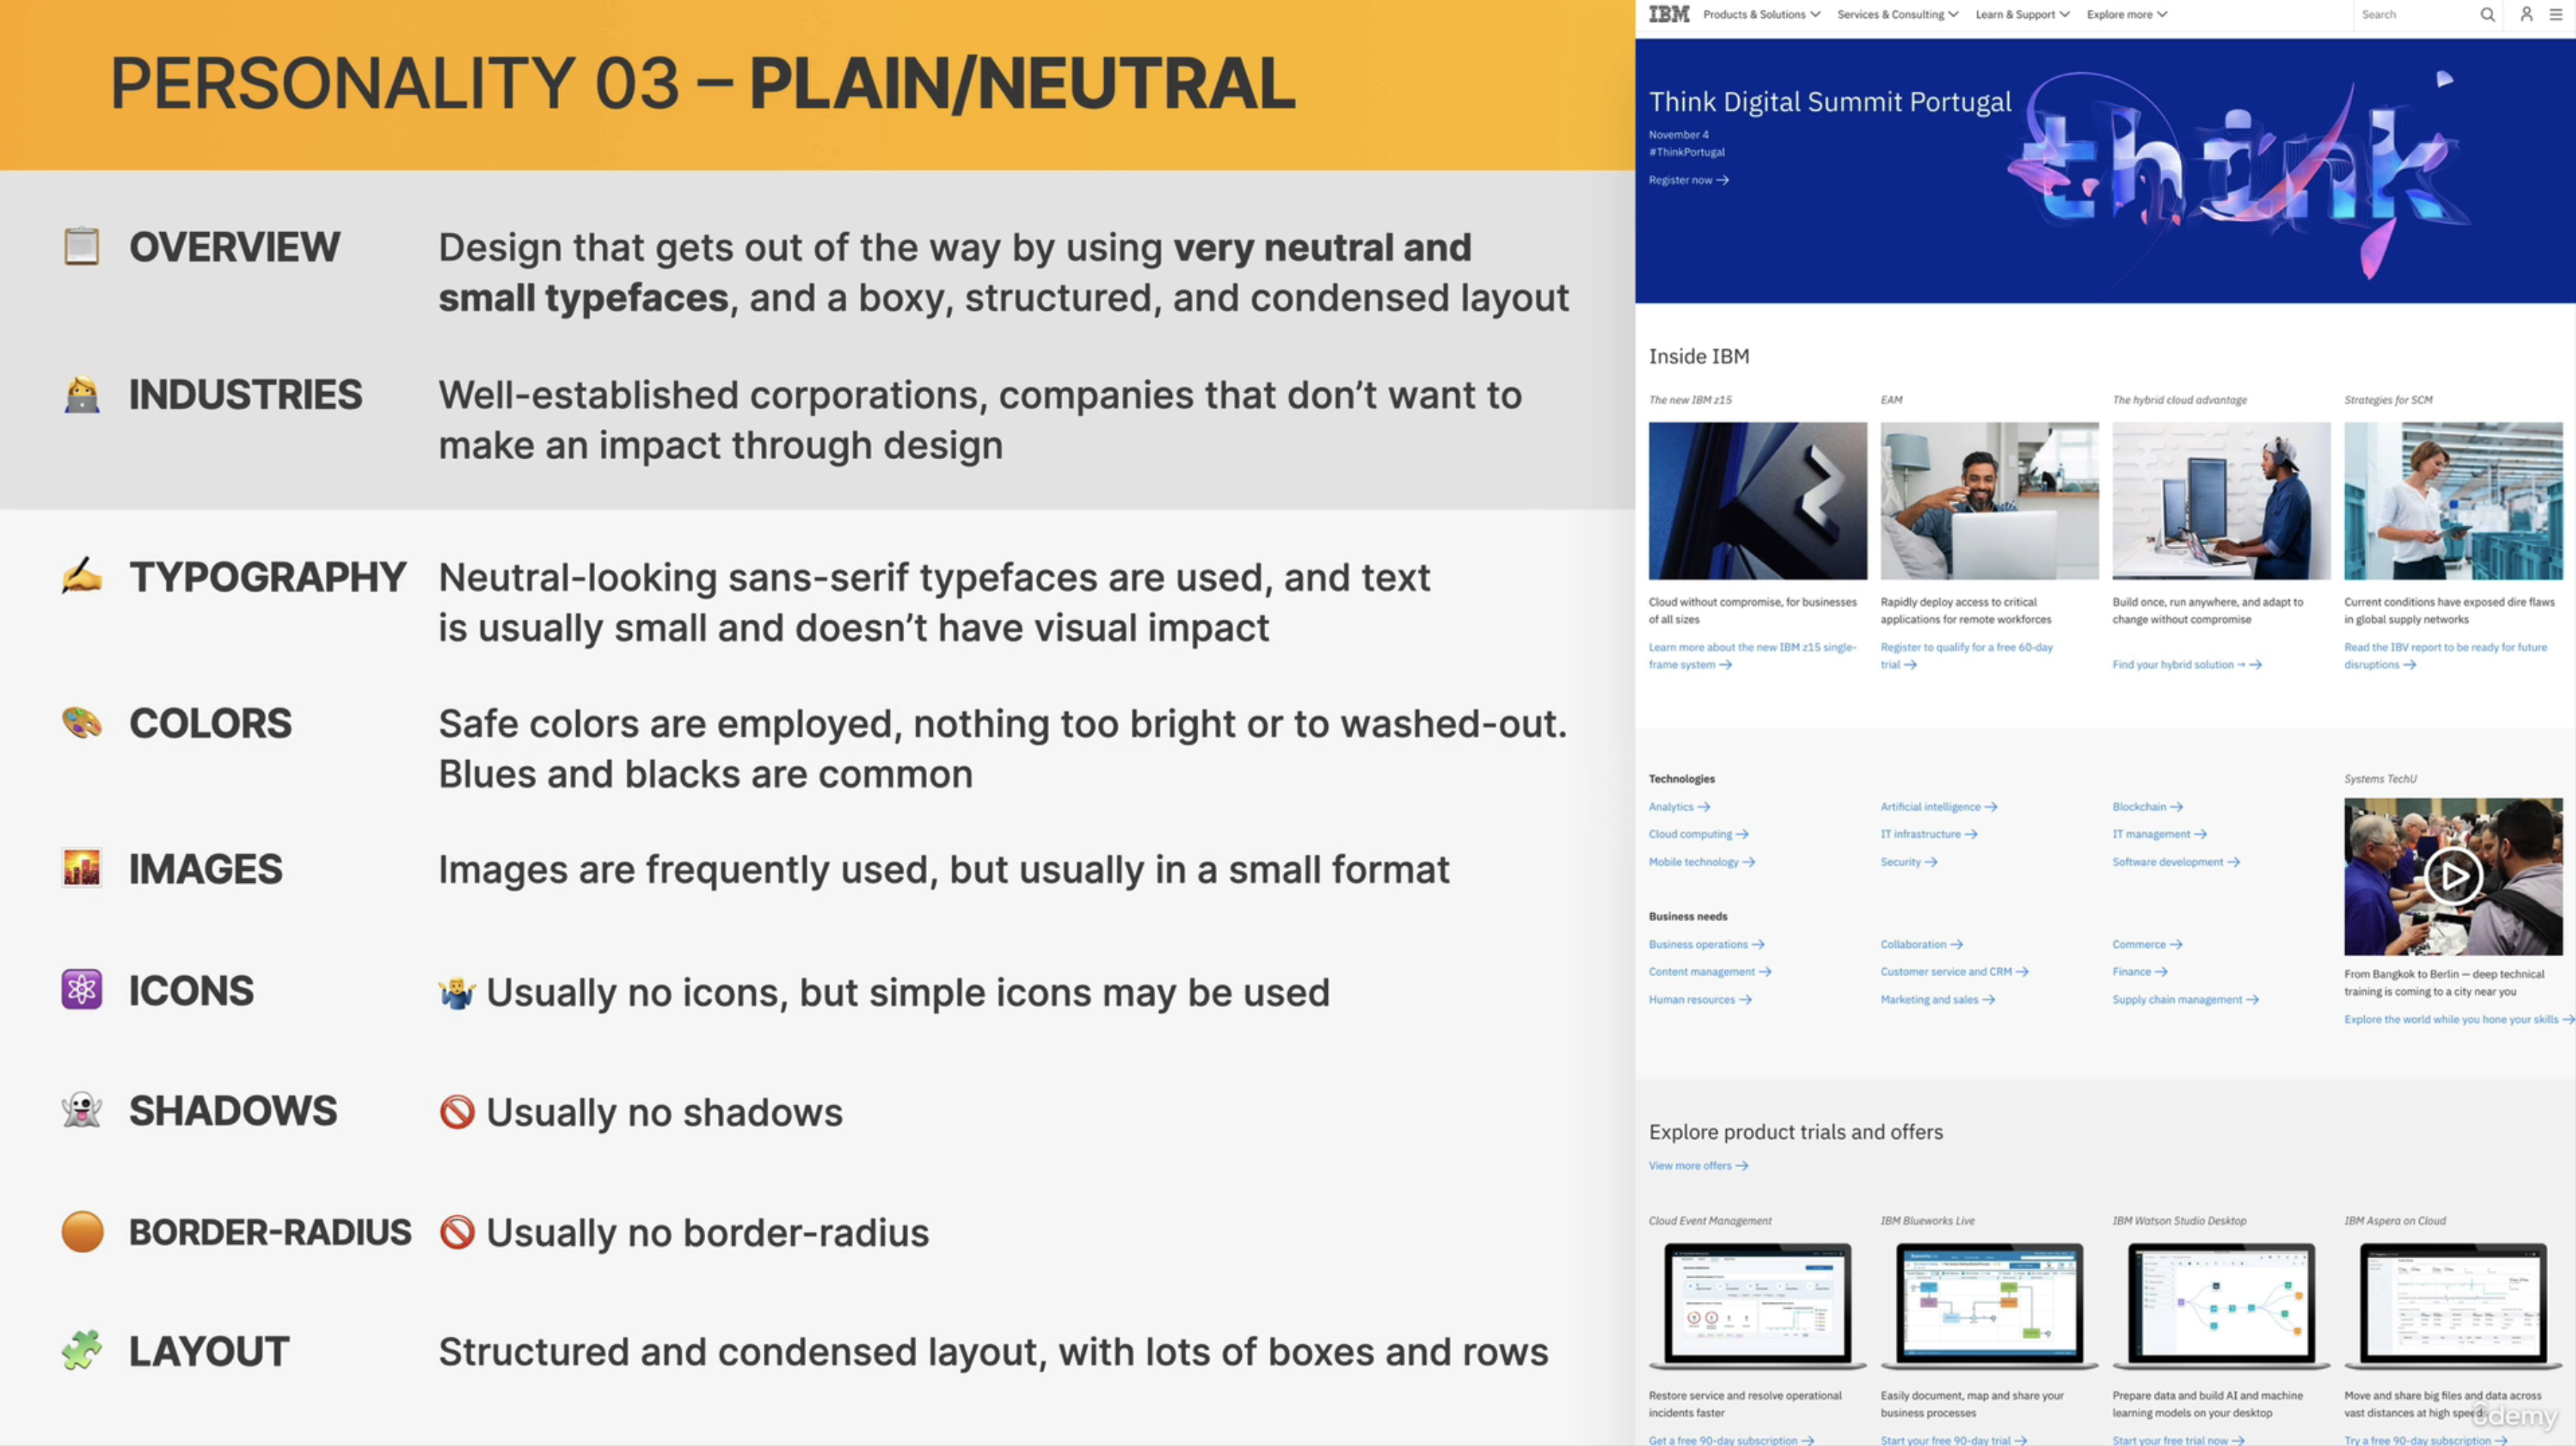 PERSONALITY 03 – PLAIN/NEUTRAL
OVERVIEW
Design that gets out of the way by using very neutral and
small typefaces, and a boxy, structured, and condensed layout
INDUSTRIES
Well-established corporations, companies that don’t want to
make an impact through design
TYPOGRAPHY
Neutral-looking sans-serif typefaces are used, and text
is usually small and doesn’t have visual impact
COLORS
Safe colors are employed, nothing too bright or to washed-out.
Blues and blacks are common
IMAGES
Images are frequently used, but usually in a small format
ICONS
Usually no icons, but simple icons may be used
SHADOWS
Usually no shadows
BORDER-RADIUS
Usually no border-radius
LAYOUT
Structured and condensed layout, with lots of boxes and rows
IBM Products & Solutions Services & Consulting Learn & Support Explore more Search
Think Digital Summit Portugal
November 4
#ThinkPortugal
Register now →
think
Inside IBM
The new IBM z15
Cloud without compromise, for businesses
of all sizes
Learn more about the new IBM z15 single-
frame system →
EAM
Rapidly deploy access to critical
applications for remote workforces
Register to qualify for a free 60-day
trial →
The hybrid cloud advantage
Build once, run anywhere, and adapt to
change without compromise
Find your hybrid solution → →
Strategies for SCM
Current conditions have exposed dire flaws
in global supply networks
Read the IBV report to be ready for future
disruptions →
Technologies
Analytics → Artificial intelligence → Blockchain →
Cloud computing → IT infrastructure → IT management →
Mobile technology → Security → Software development →
Business needs
Business operations → Collaboration → Commerce →
Content management → Customer service and CRM → Finance →
Human resources → Marketing and sales → Supply chain management →
Systems TechU
From Bangkok to Berlin — deep technical
training is coming to a city near you
Explore the world while you hone your skills →
Explore product trials and offers
View more offers →
Cloud Event Management
Restore service and resolve operational
incidents faster
Get a free 90-day subscription →
IBM Blueworks Live
Easily document, map and share your
business processes
Start your free 90-day trial →
IBM Watson Studio Desktop
Prepare data and build AI and machine
learning models on your desktop
Start your free trial now →
IBM Aspera on Cloud
Move and share big files and data across
vast distances at high speed
Try a free 90-day subscription →
ûdemy